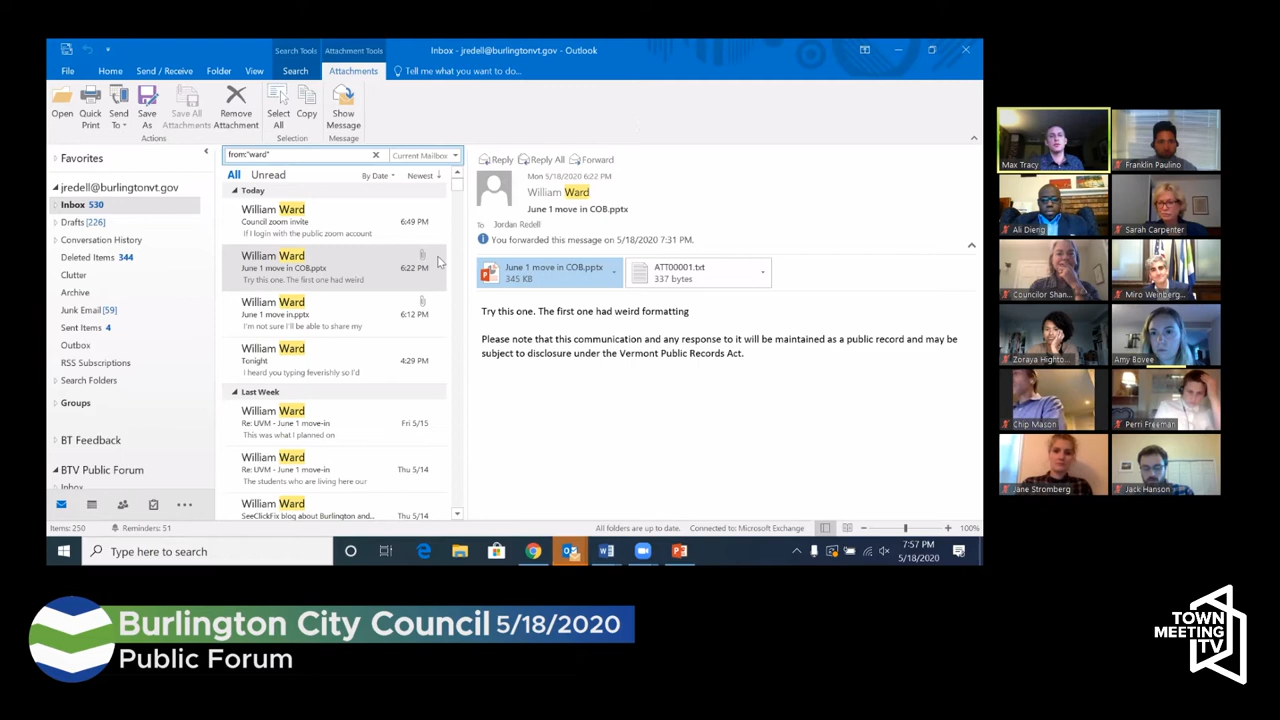 Search Tools
Attachment Tools
Inbox - jredell@burlingtonvt.gov - Outlook
File
Home
Send / Receive
Folder
View
Search
Attachments
Tell me what you want to do...
Open
Quick
Print
Send
To
Save
As
Save All
Attachments
Remove
Attachment
Select
All
Copy
Show
Message
Actions
Selection
Message
Favorites
jredell@burlingtonvt.gov
Inbox 530
Drafts [226]
Conversation History
Deleted Items 344
Clutter
Archive
Junk Email [59]
Sent Items 4
Outbox
RSS Subscriptions
Search Folders
Groups
BT Feedback
BTV Public Forum
Inbox
from:"ward"
Current Mailbox
All
Unread
By Date
Newest
Today
William Ward
Council zoom invite 6:49 PM
If I login with the public zoom account
William Ward
June 1 move in COB.pptx 6:22 PM
Try this one. The first one had weird
William Ward
June 1 move in.pptx 6:12 PM
I'm not sure I'll be able to share my
William Ward
Tonight 4:29 PM
I heard you typing feverishly so I'd
Last Week
William Ward
Re: UVM - June 1 move-in Fri 5/15
This was what I planned on
William Ward
Re: UVM - June 1 move-in Thu 5/14
The students who are living here our
William Ward
SeeClickFix blog about Burlington and... Thu 5/14
Reply
Reply All
Forward
Mon 5/18/2020 6:22 PM
William Ward
June 1 move in COB.pptx
To Jordan Redell
You forwarded this message on 5/18/2020 7:31 PM.
June 1 move in COB.pptx
345 KB
ATT00001.txt
337 bytes
Try this one. The first one had weird formatting
Please note that this communication and any response to it will be maintained as a public record and may be
subject to disclosure under the Vermont Public Records Act.
Items: 250
Reminders: 51
All folders are up to date.
Connected to: Microsoft Exchange
100%
Type here to search
7:57 PM
5/18/2020
Max Tracy
Franklin Paulino
Ali Dieng
Sarah Carpenter
Councilor Shan...
Miro Weinberg...
Zoraya Highto...
Amy Bovee
Chip Mason
Perri Freeman
Jane Stromberg
Jack Hanson
Burlington City Council 5/18/2020
Public Forum
TOWN
MEETING
TV